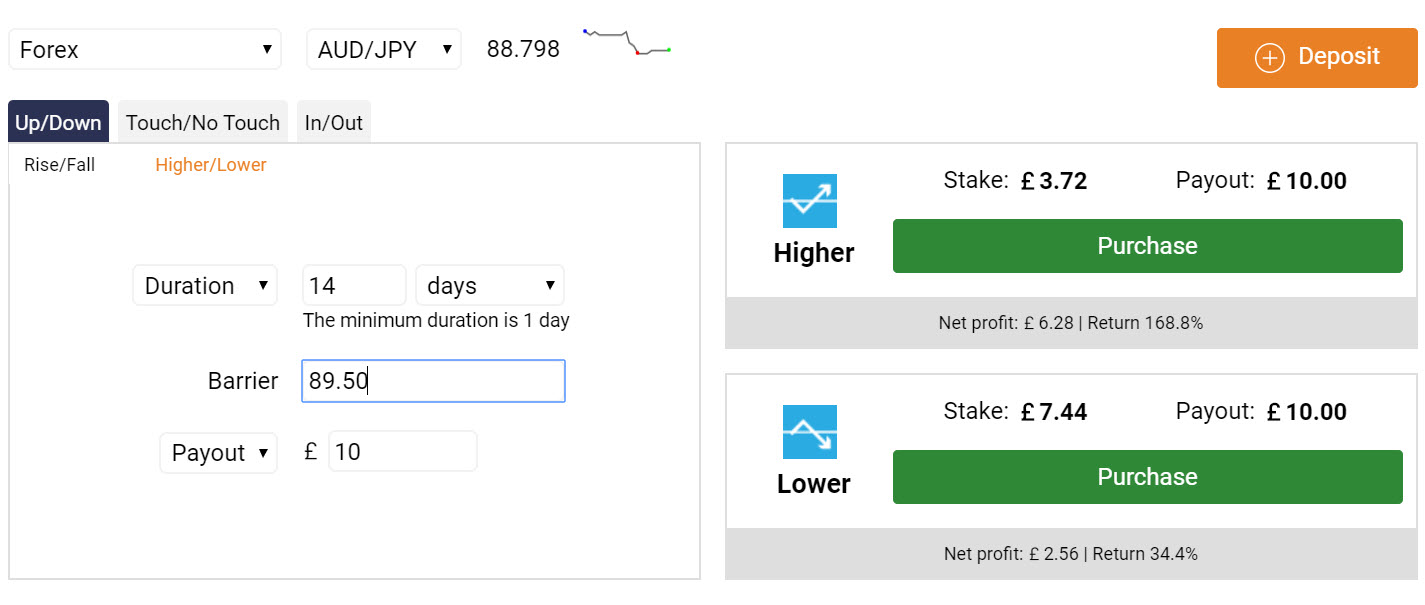 Forex AUD/JPY 88.798 Deposit
Up/Down Touch/No Touch In/Out
Rise/Fall Higher/Lower
Duration 14 days
The minimum duration is 1 day
Barrier 89.50
Payout £ 10
Stake: £ 3.72 Payout: £ 10.00
Higher
Purchase
Net profit: £ 6.28 | Return 168.8%
Stake: £ 7.44 Payout: £ 10.00
Lower
Purchase
Net profit: £ 2.56 | Return 34.4%